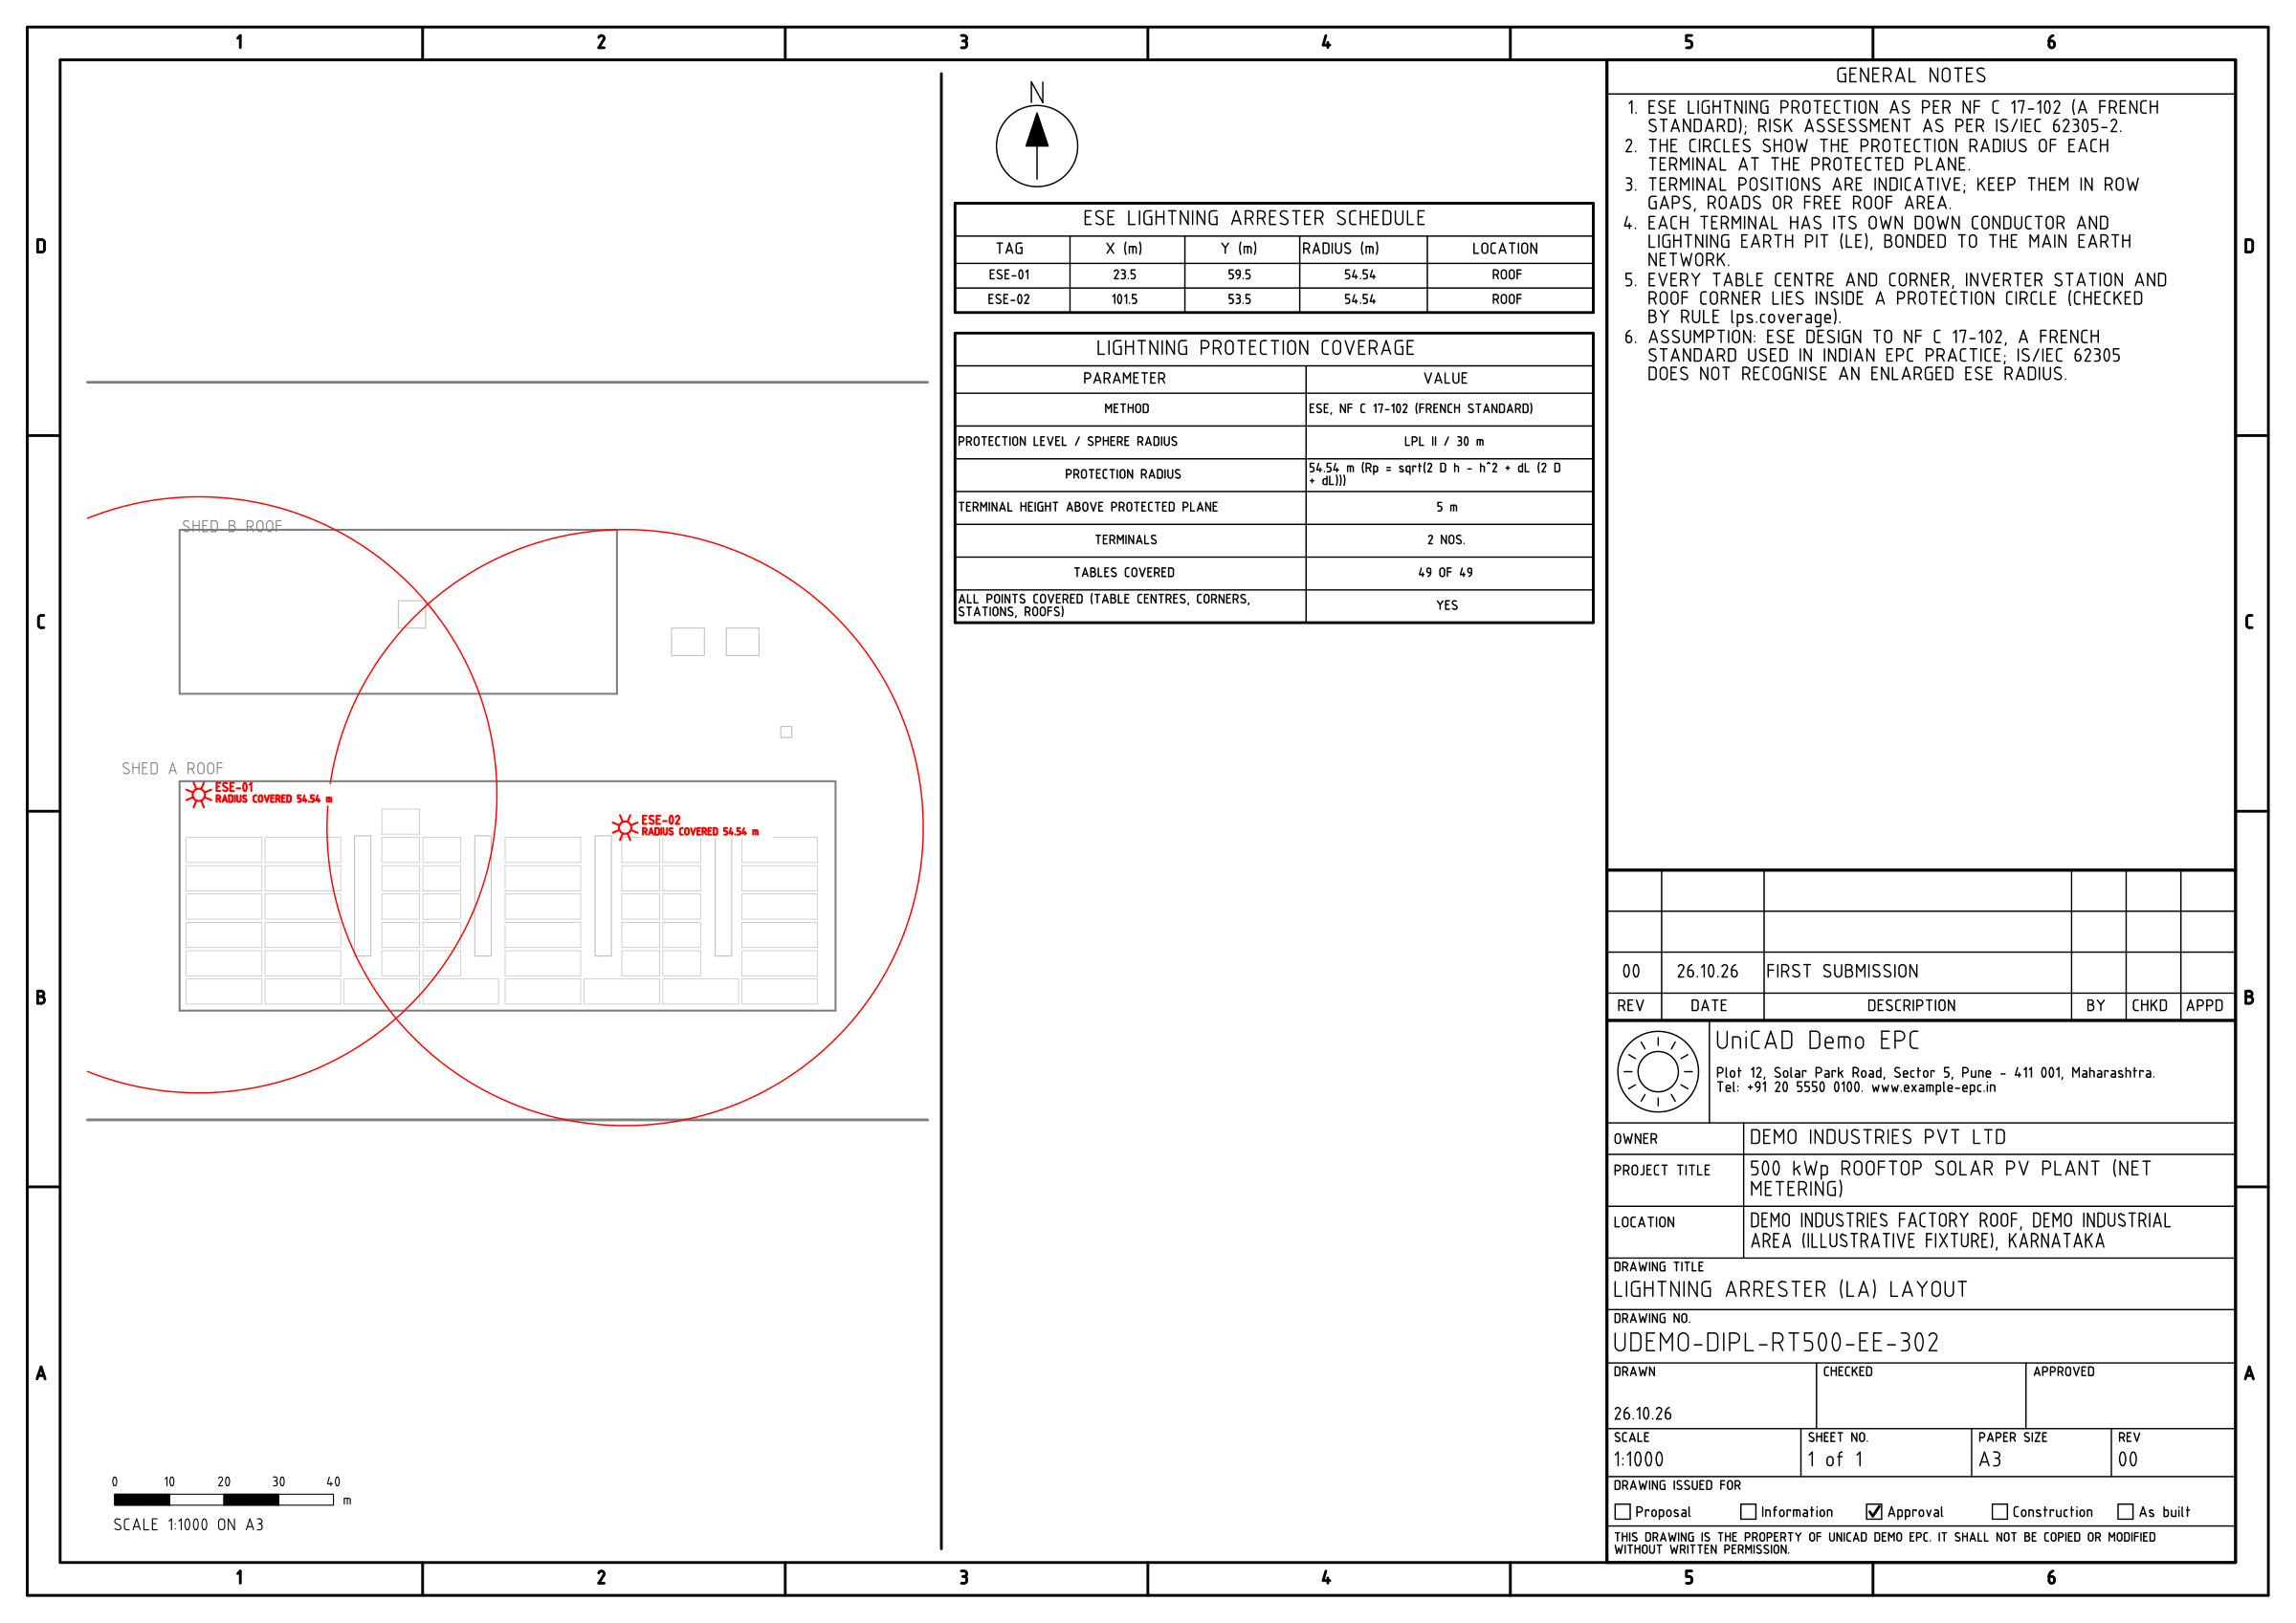 1 2 3 4 5 6
D
C
B
A
N
SHED B ROOF
SHED A ROOF
ESE-01
RADIUS COVERED 54.54 m
ESE-02
RADIUS COVERED 54.54 m
0 10 20 30 40
m
SCALE 1:1000 ON A3
ESE LIGHTNING ARRESTER SCHEDULE
TAG X (m) Y (m) RADIUS (m) LOCATION
ESE-01 23.5 59.5 54.54 ROOF
ESE-02 101.5 53.5 54.54 ROOF
LIGHTNING PROTECTION COVERAGE
PARAMETER VALUE
METHOD ESE, NF C 17-102 (FRENCH STANDARD)
PROTECTION LEVEL / SPHERE RADIUS LPL II / 30 m
PROTECTION RADIUS 54.54 m (Rp = sqrt(2 D h - h^2 + dL (2 D
+ dL)))
TERMINAL HEIGHT ABOVE PROTECTED PLANE 5 m
TERMINALS 2 NOS.
TABLES COVERED 49 OF 49
ALL POINTS COVERED (TABLE CENTRES, CORNERS,
STATIONS, ROOFS) YES
GENERAL NOTES
1. ESE LIGHTNING PROTECTION AS PER NF C 17-102 (A FRENCH
STANDARD); RISK ASSESSMENT AS PER IS/IEC 62305-2.
2. THE CIRCLES SHOW THE PROTECTION RADIUS OF EACH
TERMINAL AT THE PROTECTED PLANE.
3. TERMINAL POSITIONS ARE INDICATIVE; KEEP THEM IN ROW
GAPS, ROADS OR FREE ROOF AREA.
4. EACH TERMINAL HAS ITS OWN DOWN CONDUCTOR AND
LIGHTNING EARTH PIT (LE), BONDED TO THE MAIN EARTH
NETWORK.
5. EVERY TABLE CENTRE AND CORNER, INVERTER STATION AND
ROOF CORNER LIES INSIDE A PROTECTION CIRCLE (CHECKED
BY RULE lps.coverage).
6. ASSUMPTION: ESE DESIGN TO NF C 17-102, A FRENCH
STANDARD USED IN INDIAN EPC PRACTICE; IS/IEC 62305
DOES NOT RECOGNISE AN ENLARGED ESE RADIUS.
00 26.10.26 FIRST SUBMISSION
REV DATE DESCRIPTION BY CHKD APPD
UniCAD Demo EPC
Plot 12, Solar Park Road, Sector 5, Pune - 411 001, Maharashtra.
Tel: +91 20 5550 0100. www.example-epc.in
OWNER DEMO INDUSTRIES PVT LTD
PROJECT TITLE 500 kWp ROOFTOP SOLAR PV PLANT (NET
METERING)
LOCATION DEMO INDUSTRIES FACTORY ROOF, DEMO INDUSTRIAL
AREA (ILLUSTRATIVE FIXTURE), KARNATAKA
DRAWING TITLE
LIGHTNING ARRESTER (LA) LAYOUT
DRAWING NO.
UDEMO-DIPL-RT500-EE-302
DRAWN CHECKED APPROVED
26.10.26
SCALE SHEET NO. PAPER SIZE REV
1:1000 1 of 1 A3 00
DRAWING ISSUED FOR
Proposal Information Approval Construction As built
THIS DRAWING IS THE PROPERTY OF UNICAD DEMO EPC. IT SHALL NOT BE COPIED OR MODIFIED
WITHOUT WRITTEN PERMISSION.
D
C
B
A
1 2 3 4 5 6